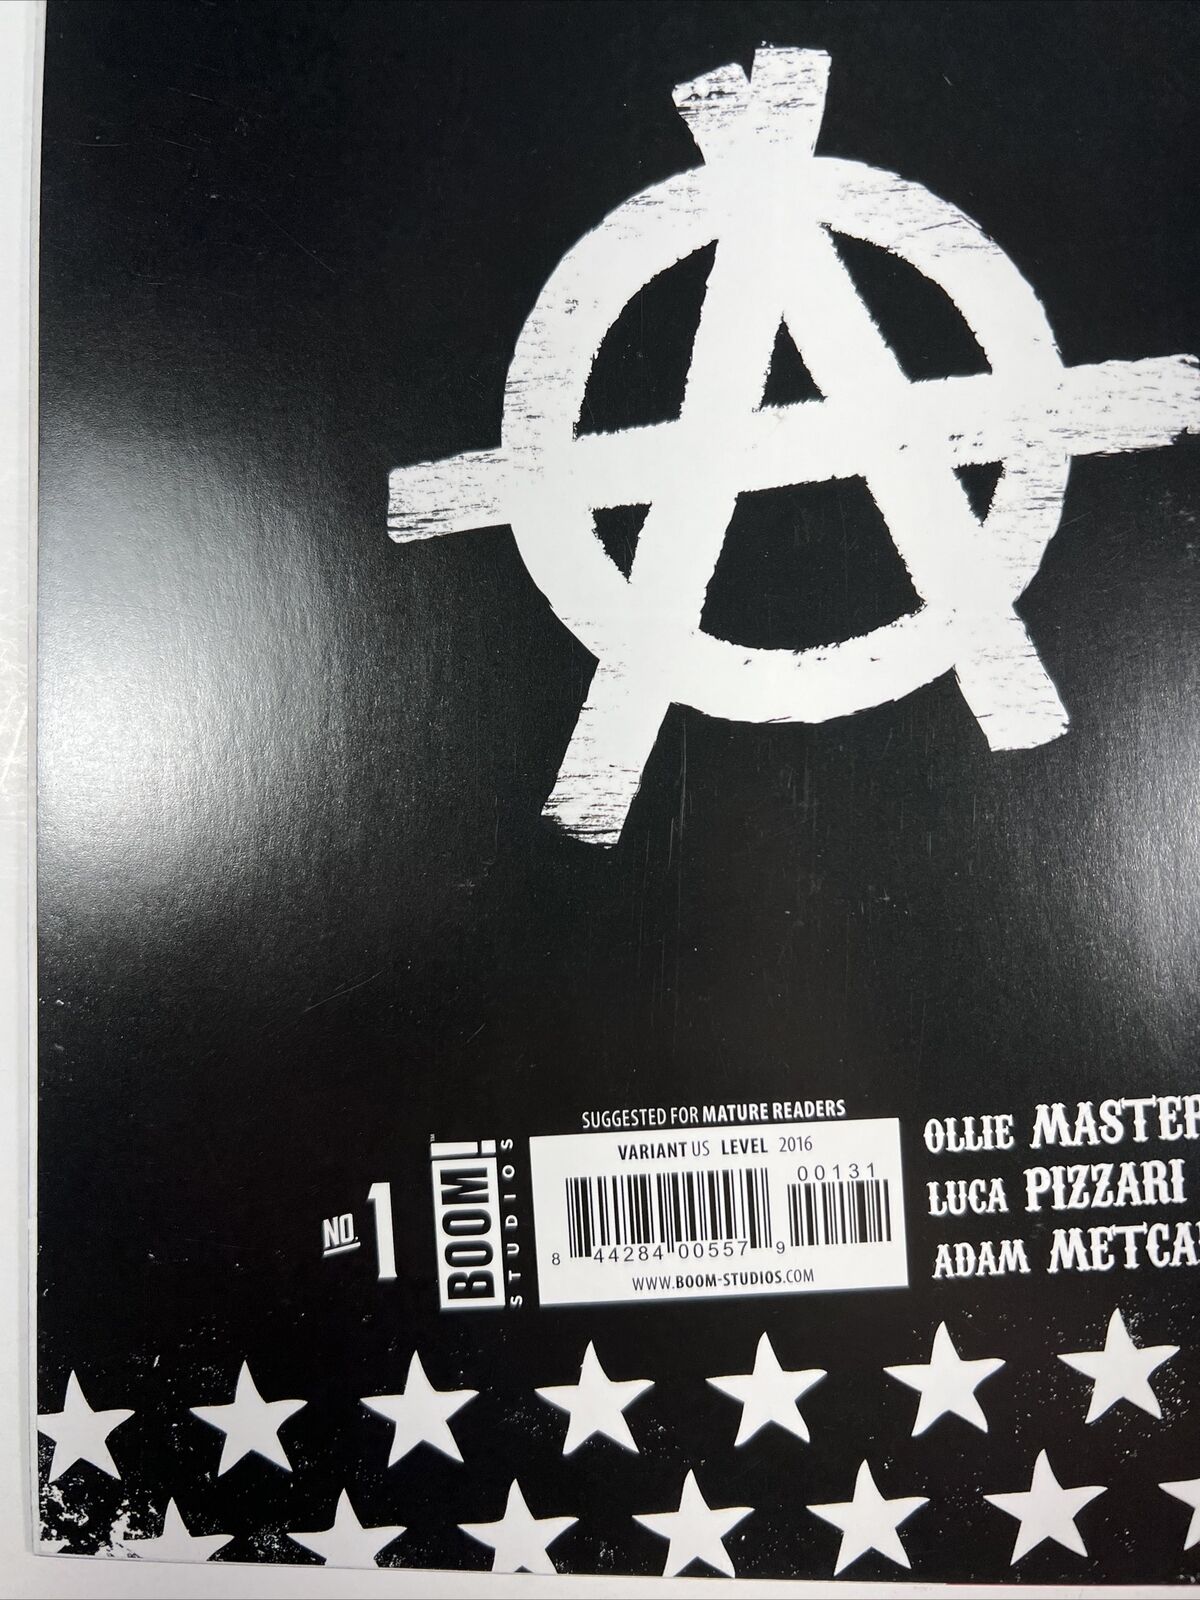 SUGGESTED FOR MATURE READERS
VARIANT US LEVEL 2016
00131
8 44284 00557 9
WWW.BOOM-STUDIOS.COM
NO. 1
BOOM!™
STUDIOS
OLLIE MASTER
LUCA PIZZARI
ADAM METCA